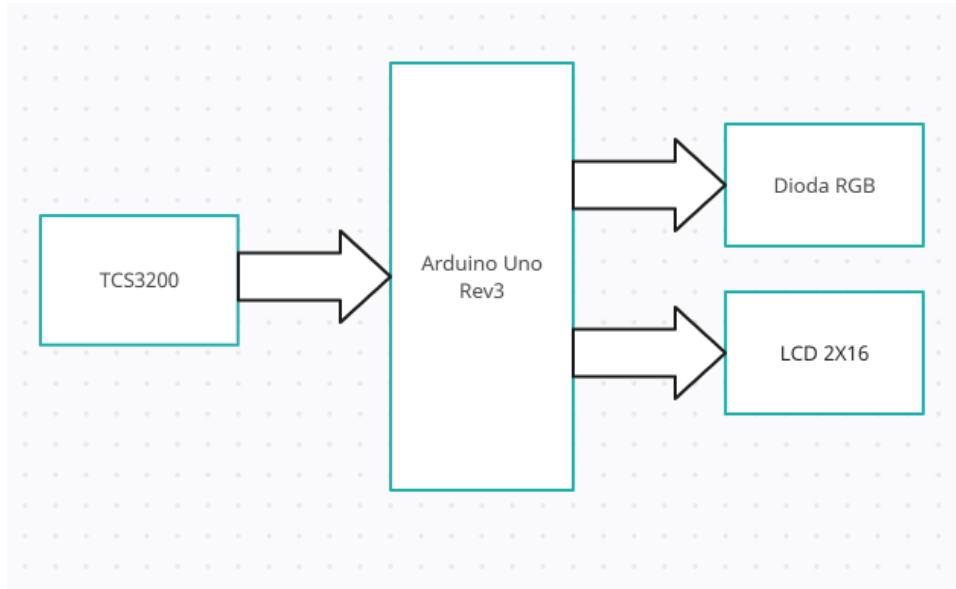 TCS3200
Arduino Uno
Rev3
Dioda RGB
LCD 2X16